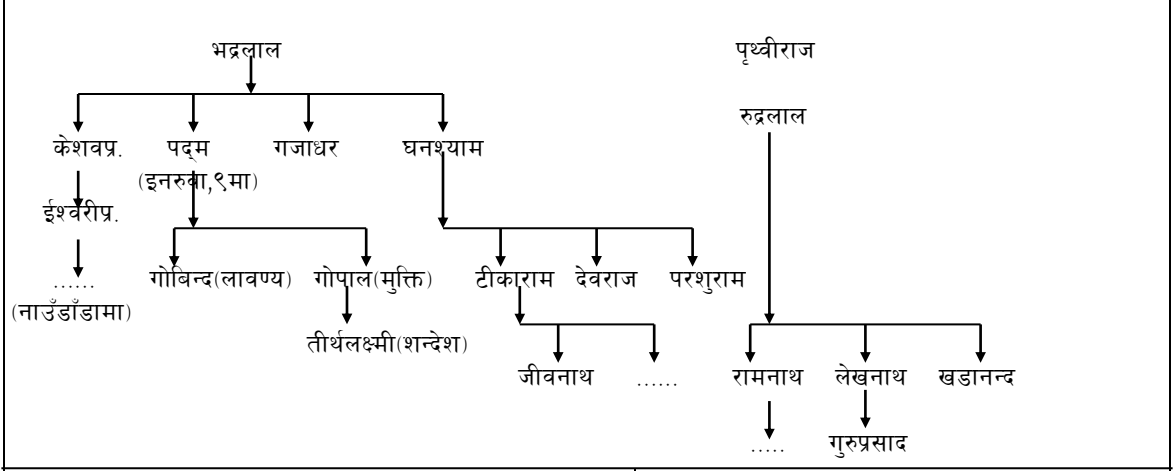 भद्रलाल पृथ्वीराज
रुद्रलाल
केशवप्र. पद्म गजाधर घनश्याम
(इनरुवा,९मा)
ईश्वरीप्र.
...... गोबिन्द(लावण्य) गोपाल(मुक्ति) टीकाराम देवराज परशुराम
(नाउँडाँडामा)
तीर्थलक्ष्मी(शन्देश)
जीवनाथ ...... रामनाथ लेखनाथ खडानन्द
..... गुरुप्रसाद